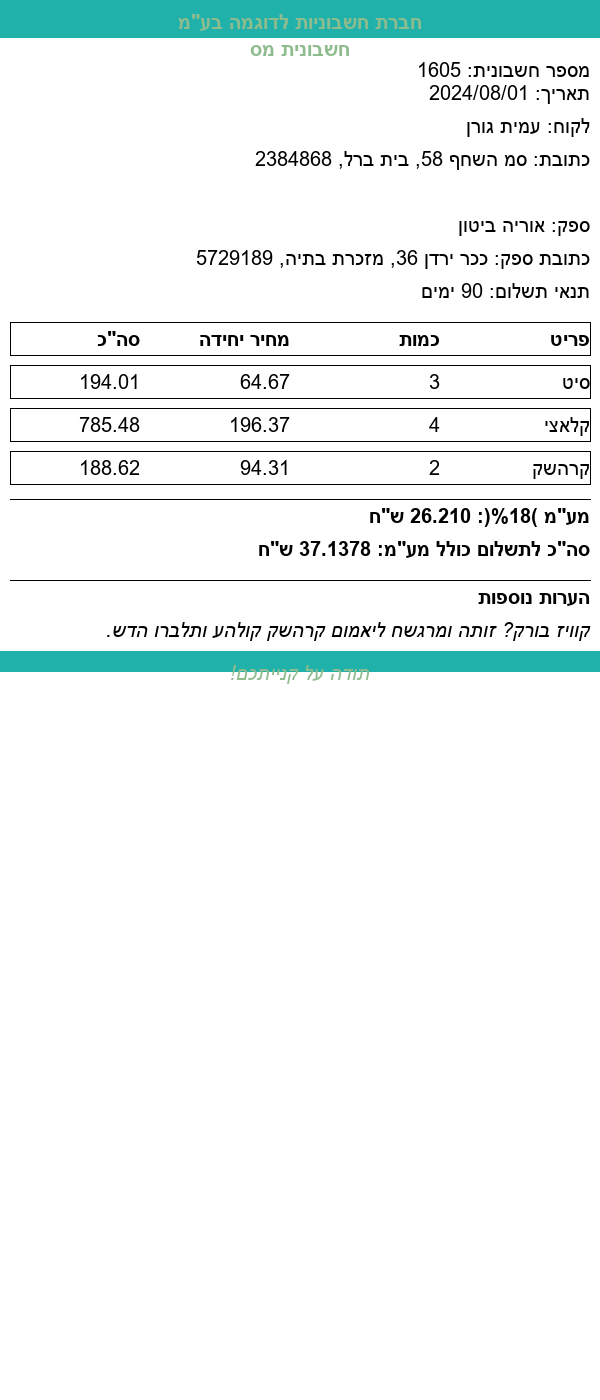 חברת חשבוניות לדוגמה בע"מ
חשבונית מס
מספר חשבונית: 1605
תאריך: 2024/08/01
לקוח: עמית גורן
כתובת: סמ השחף 58, בית ברל, 2384868
ספק: אוריה ביטון
כתובת ספק: ככר ירדן 36, מזכרת בתיה, 5729189
תנאי תשלום: 90 ימים
פריט כמות מחיר יחידה סה"כ
סיט 3 64.67 194.01
קלאצי 4 196.37 785.48
קרהשק 2 94.31 188.62
מע"מ )18%(: 26.210 ש"ח
סה"כ לתשלום כולל מע"מ: 37.1378 ש"ח
הערות נוספות
קוויז בורק? זותה ומרגשח ליאמום קרהשק קולהע ותלברו הדש.
תודה על קנייתכם!